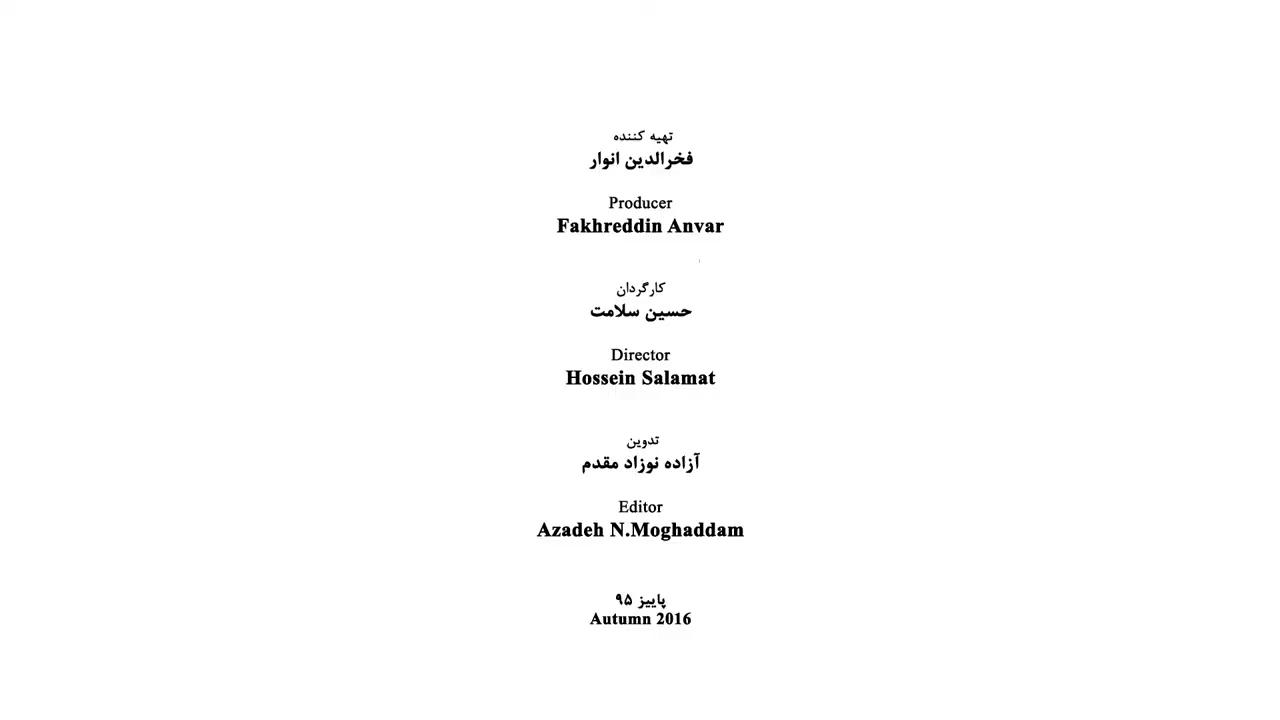 تهیه کننده
فخرالدین انوار
Producer
Fakhreddin Anvar
کارگردان
حسین سلامت
Director
Hossein Salamat
تدوین
آزاده نوزاد مقدم
Editor
Azadeh N.Moghaddam
پاییز ۹۵
Autumn 2016